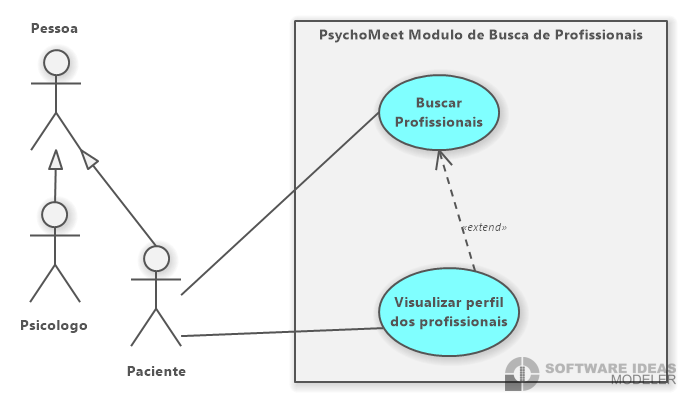 Pessoa
PsychoMeet Modulo de Busca de Profissionais
Buscar
Profissionais
«extend»
Psicologo
Visualizar perfil
dos profissionais
Paciente
SOFTWARE IDEAS
MODELER